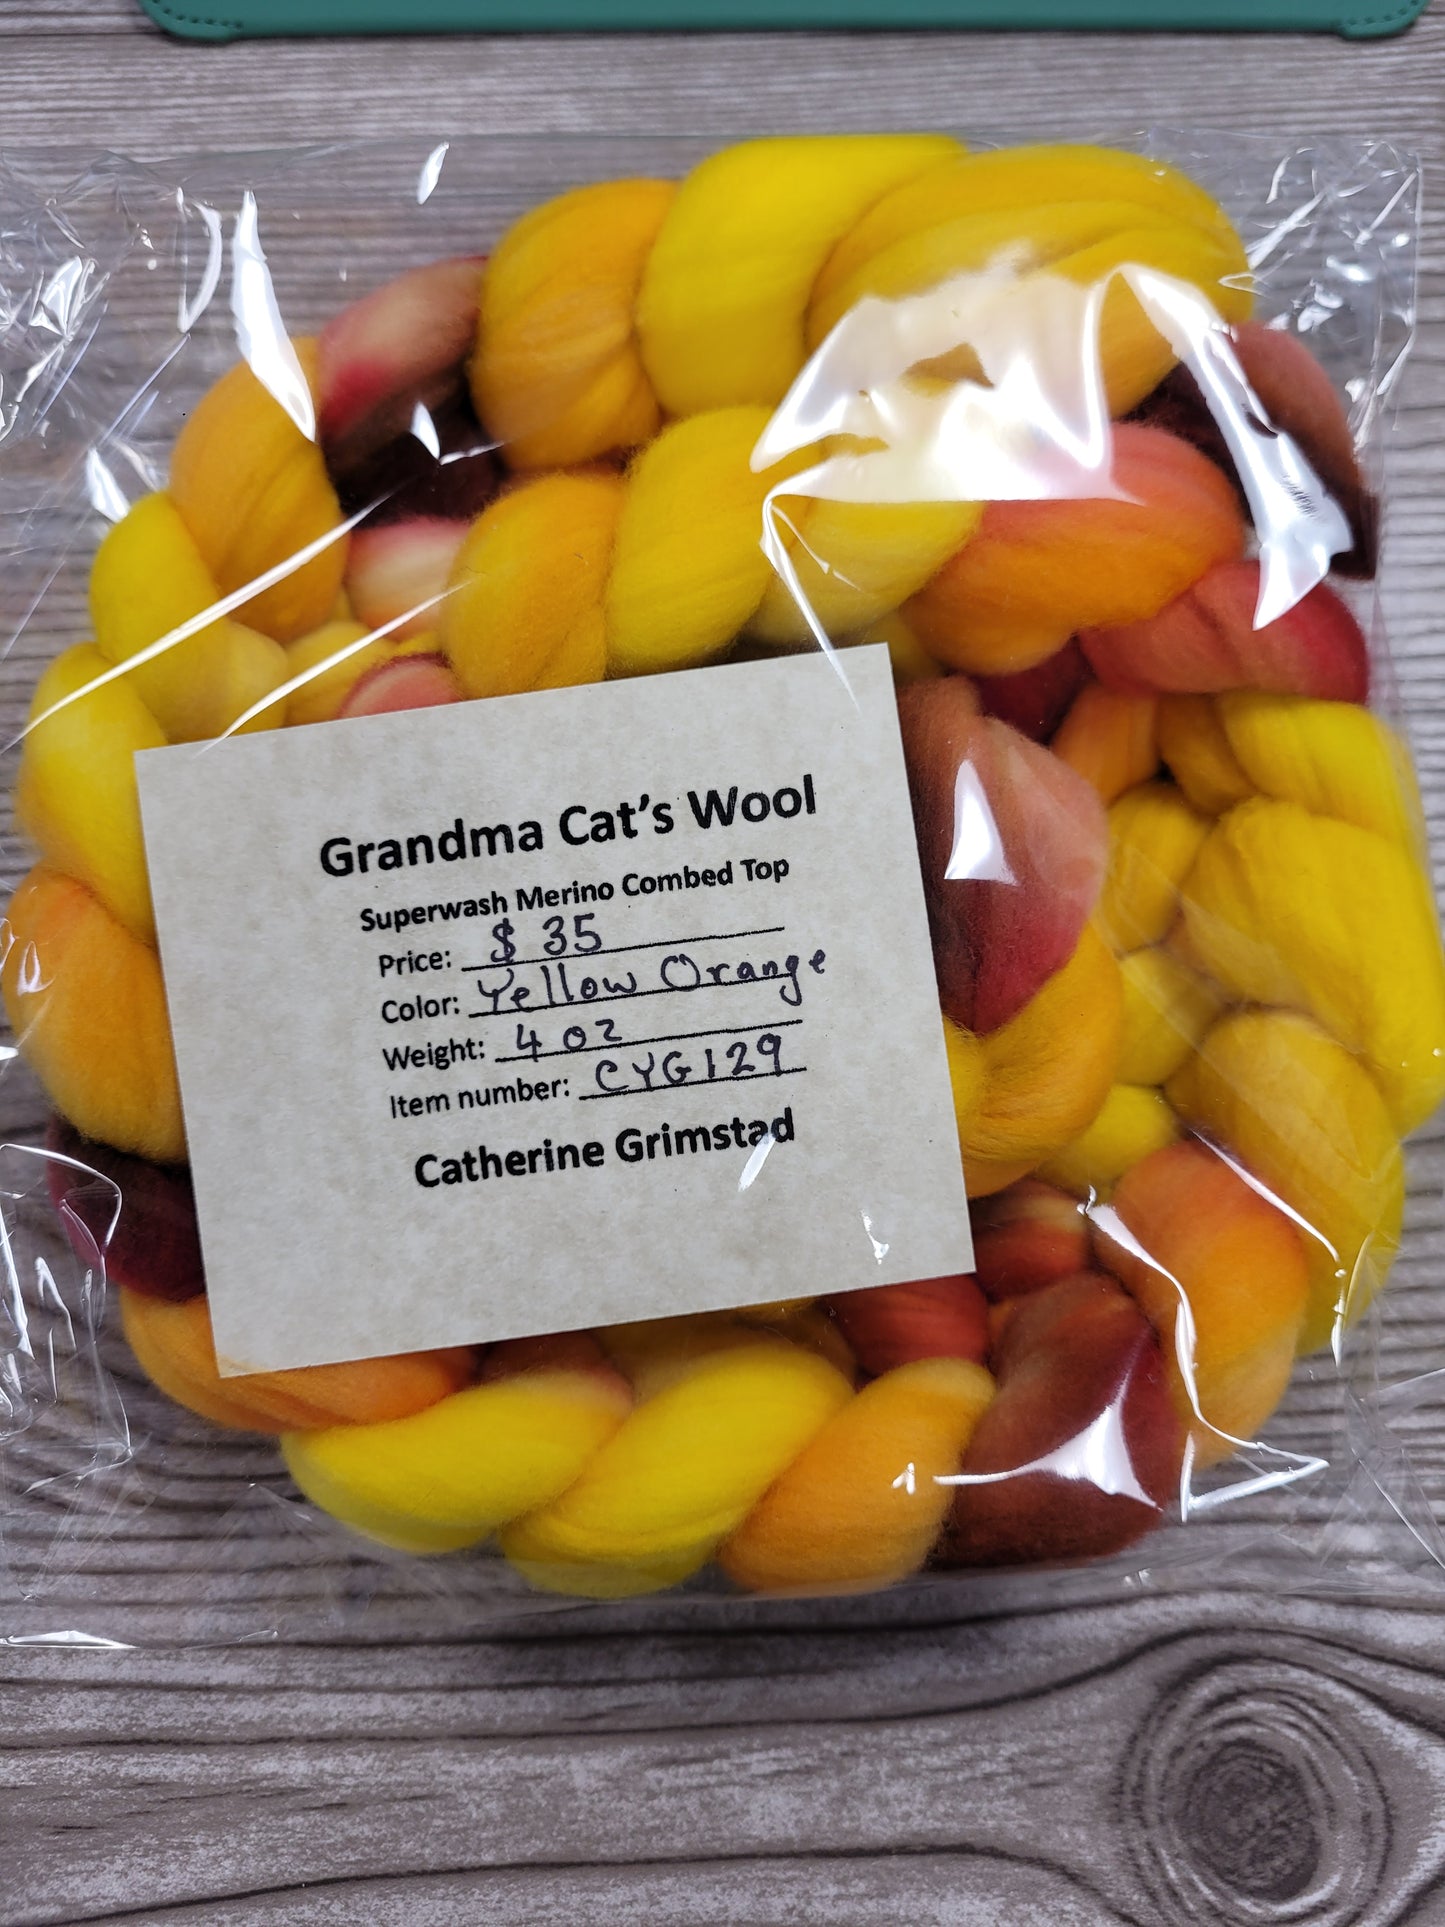 Grandma Cat's Wool
Superwash Merino Combed Top
Price: $ 35
Color: Yellow Orange
Weight: 4 oz
Item number: CYG129
Catherine Grimstad